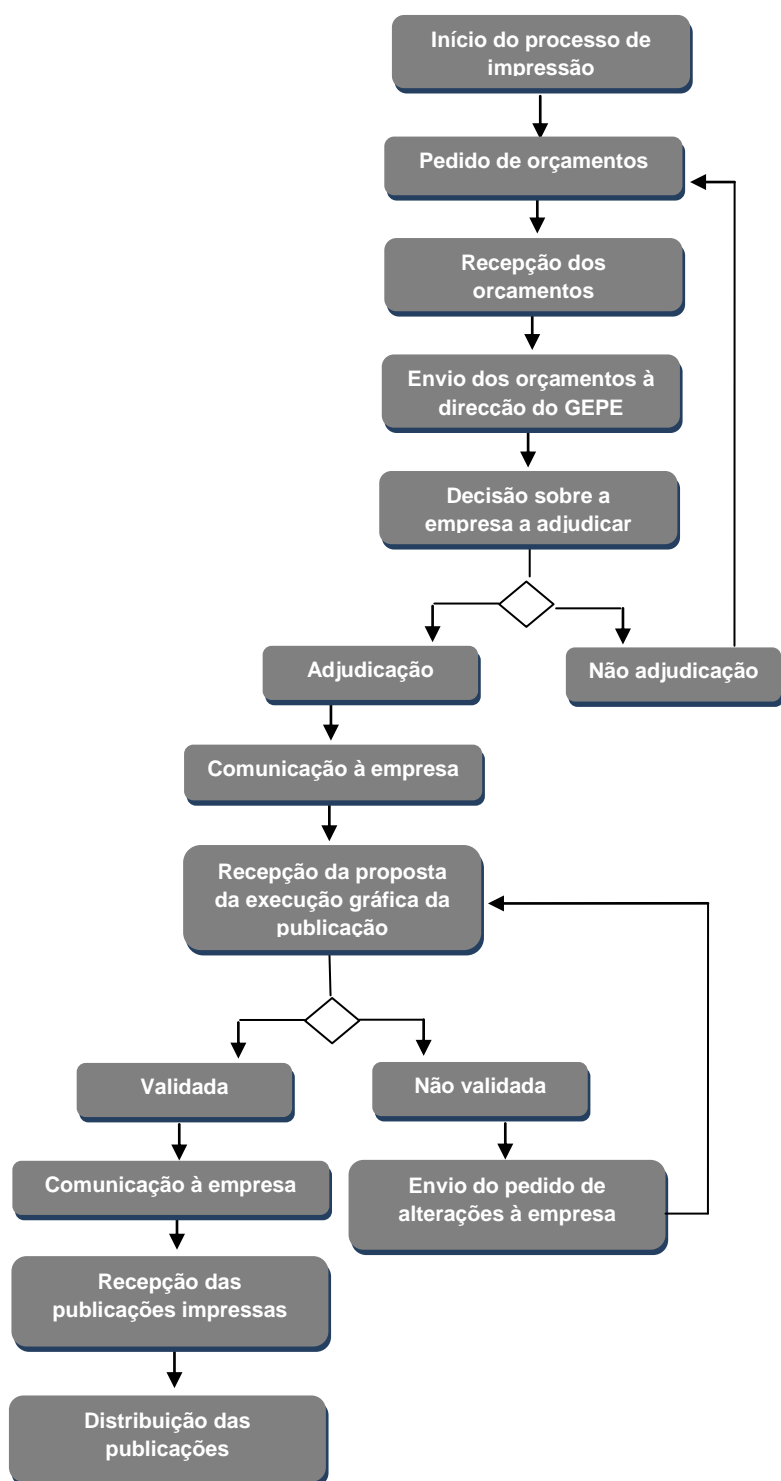 Início do processo de
impressão
Pedido de orçamentos
Recepção dos
orçamentos
Envio dos orçamentos à
direcção do GEPE
Decisão sobre a
empresa a adjudicar
Adjudicação
Não adjudicação
Comunicação à empresa
Recepção da proposta
da execução gráfica da
publicação
Validada
Não validada
Comunicação à empresa
Envio do pedido de
alterações à empresa
Recepção das
publicações impressas
Distribuição das
publicações